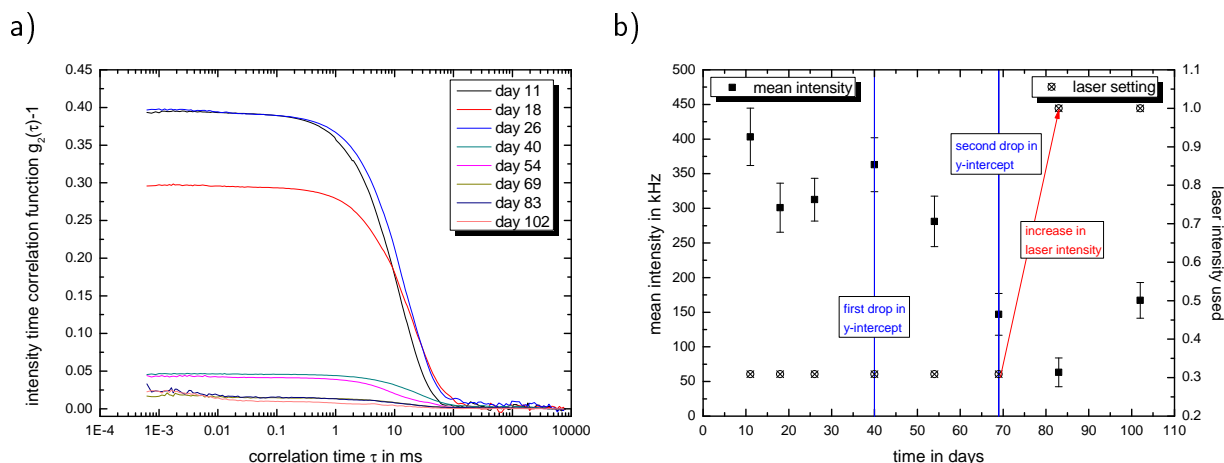 a)
0.45
0.40
0.35
0.30
0.25
0.20
0.15
0.10
0.05
0.00
intensity time correlation function g₂(τ)-1
day 11
day 18
day 26
day 40
day 54
day 69
day 83
day 102
1E-4 1E-3 0.01 0.1 1 10 100 1000 10000
correlation time τ in ms
b)
500
450
400
350
300
250
200
150
100
50
0
mean intensity in kHz
mean intensity
laser setting
second drop in
y-intercept
increase in
laser intensity
first drop in
y-intercept
1.1
1.0
0.9
0.8
0.7
0.6
0.5
0.4
0.3
0.2
laser intensity used
0 10 20 30 40 50 60 70 80 90 100 110
time in days